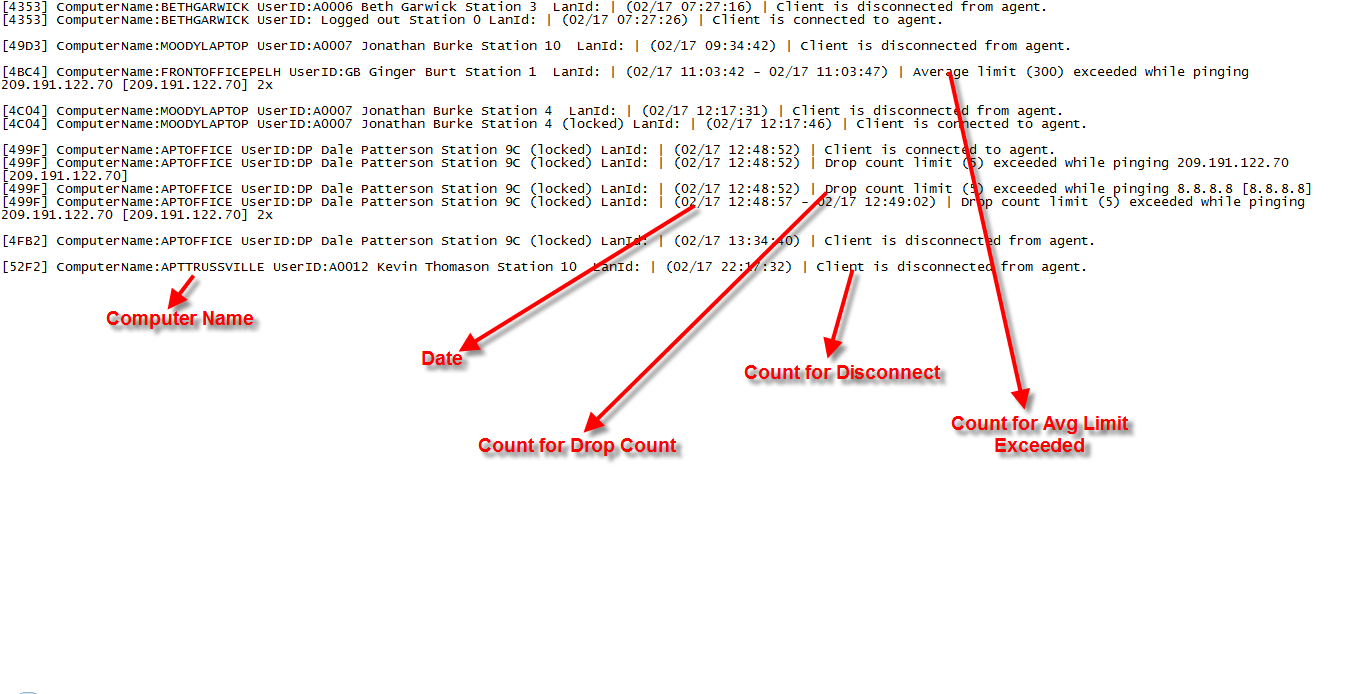 [4353] ComputerName:BETHGARWICK UserID:A0006 Beth Garwick Station 3  LanId: | (02/17 07:27:16) | Client is disconnected from agent.
[4353] ComputerName:BETHGARWICK UserID: Logged out Station 0 LanId: | (02/17 07:27:26) | Client is connected to agent.
[49D3] ComputerName:MOODYLAPTOP UserID:A0007 Jonathan Burke Station 10  LanId: | (02/17 09:34:42) | Client is disconnected from agent.
[4BC4] ComputerName:FRONTOFFICEPELH UserID:GB Ginger Burt Station 1  LanId: | (02/17 11:03:42 - 02/17 11:03:47) | Average limit (300) exceeded while pinging
209.191.122.70 [209.191.122.70] 2x
[4C04] ComputerName:MOODYLAPTOP UserID:A0007 Jonathan Burke Station 4  LanId: | (02/17 12:17:31) | Client is disconnected from agent.
[4C04] ComputerName:MOODYLAPTOP UserID:A0007 Jonathan Burke Station 4 (locked) LanId: | (02/17 12:17:46) | Client is connected to agent.
[499F] ComputerName:APTOFFICE UserID:DP Dale Patterson Station 9C (locked) LanId: | (02/17 12:48:52) | Client is connected to agent.
[499F] ComputerName:APTOFFICE UserID:DP Dale Patterson Station 9C (locked) LanId: | (02/17 12:48:52) | Drop count limit (5) exceeded while pinging 209.191.122.70
[209.191.122.70]
[499F] ComputerName:APTOFFICE UserID:DP Dale Patterson Station 9C (locked) LanId: | (02/17 12:48:52) | Drop count limit (5) exceeded while pinging 8.8.8.8 [8.8.8.8]
[499F] ComputerName:APTOFFICE UserID:DP Dale Patterson Station 9C (locked) LanId: | (02/17 12:48:57 - 02/17 12:49:02) | Drop count limit (5) exceeded while pinging
209.191.122.70 [209.191.122.70] 2x
[4FB2] ComputerName:APTOFFICE UserID:DP Dale Patterson Station 9C (locked) LanId: | (02/17 13:34:40) | Client is disconnected from agent.
[52F2] ComputerName:APTTRUSSVILLE UserID:A0012 Kevin Thomason Station 10  LanId: | (02/17 22:17:32) | Client is disconnected from agent.
Computer Name
Date
Count for Disconnect
Count for Drop Count
Count for Avg Limit
Exceeded